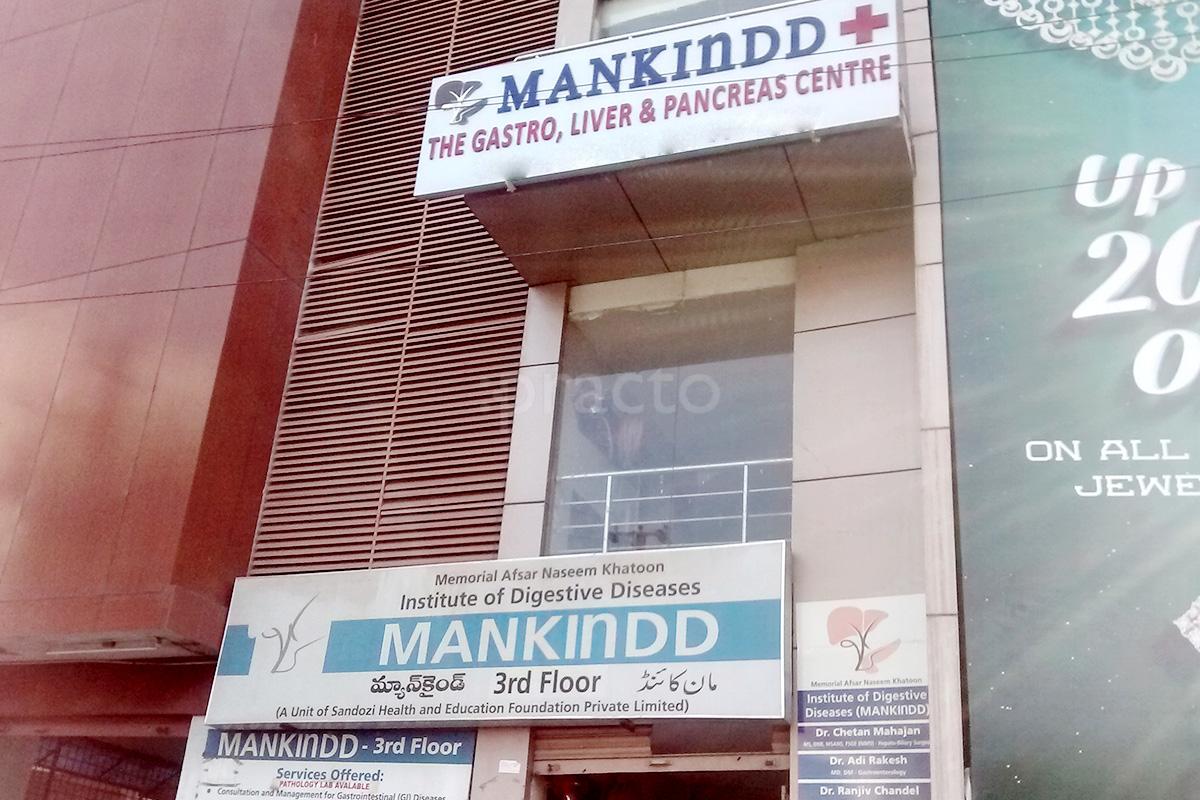 MANKInDD
THE GASTRO, LIVER & PANCREAS CENTRE
Up
ON ALL
practo
Memorial Afsar Naseem Khatoon
Institute of Digestive Diseases
MANKInDD
మ్యాన్‌కైండ్ 3rd Floor مان کائنڈ
(A Unit of Sandozi Health and Education Foundation Private Limited)
MANKInDD - 3rd Floor
Services Offered:
PATHOLOGY LAB AVALABLE
Consultation and Management for Gastrointestinal (GI) Diseases
Memorial Afsar Naseem Khatoon
Institute of Digestive
Diseases (MANKInDD)
Dr. Chetan Mahajan
Dr. Adi Rakesh
MD, DM - Gastroenterology
Dr. Ranjiv Chandel